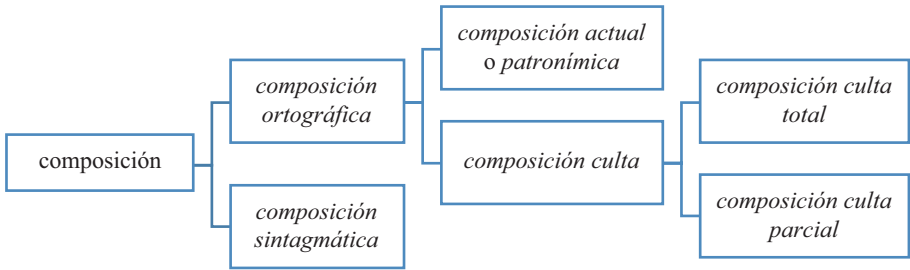 composición
composición
ortográfica
composición
sintagmática
composición actual
o patronímica
composición culta
composición culta
total
composición culta
parcial